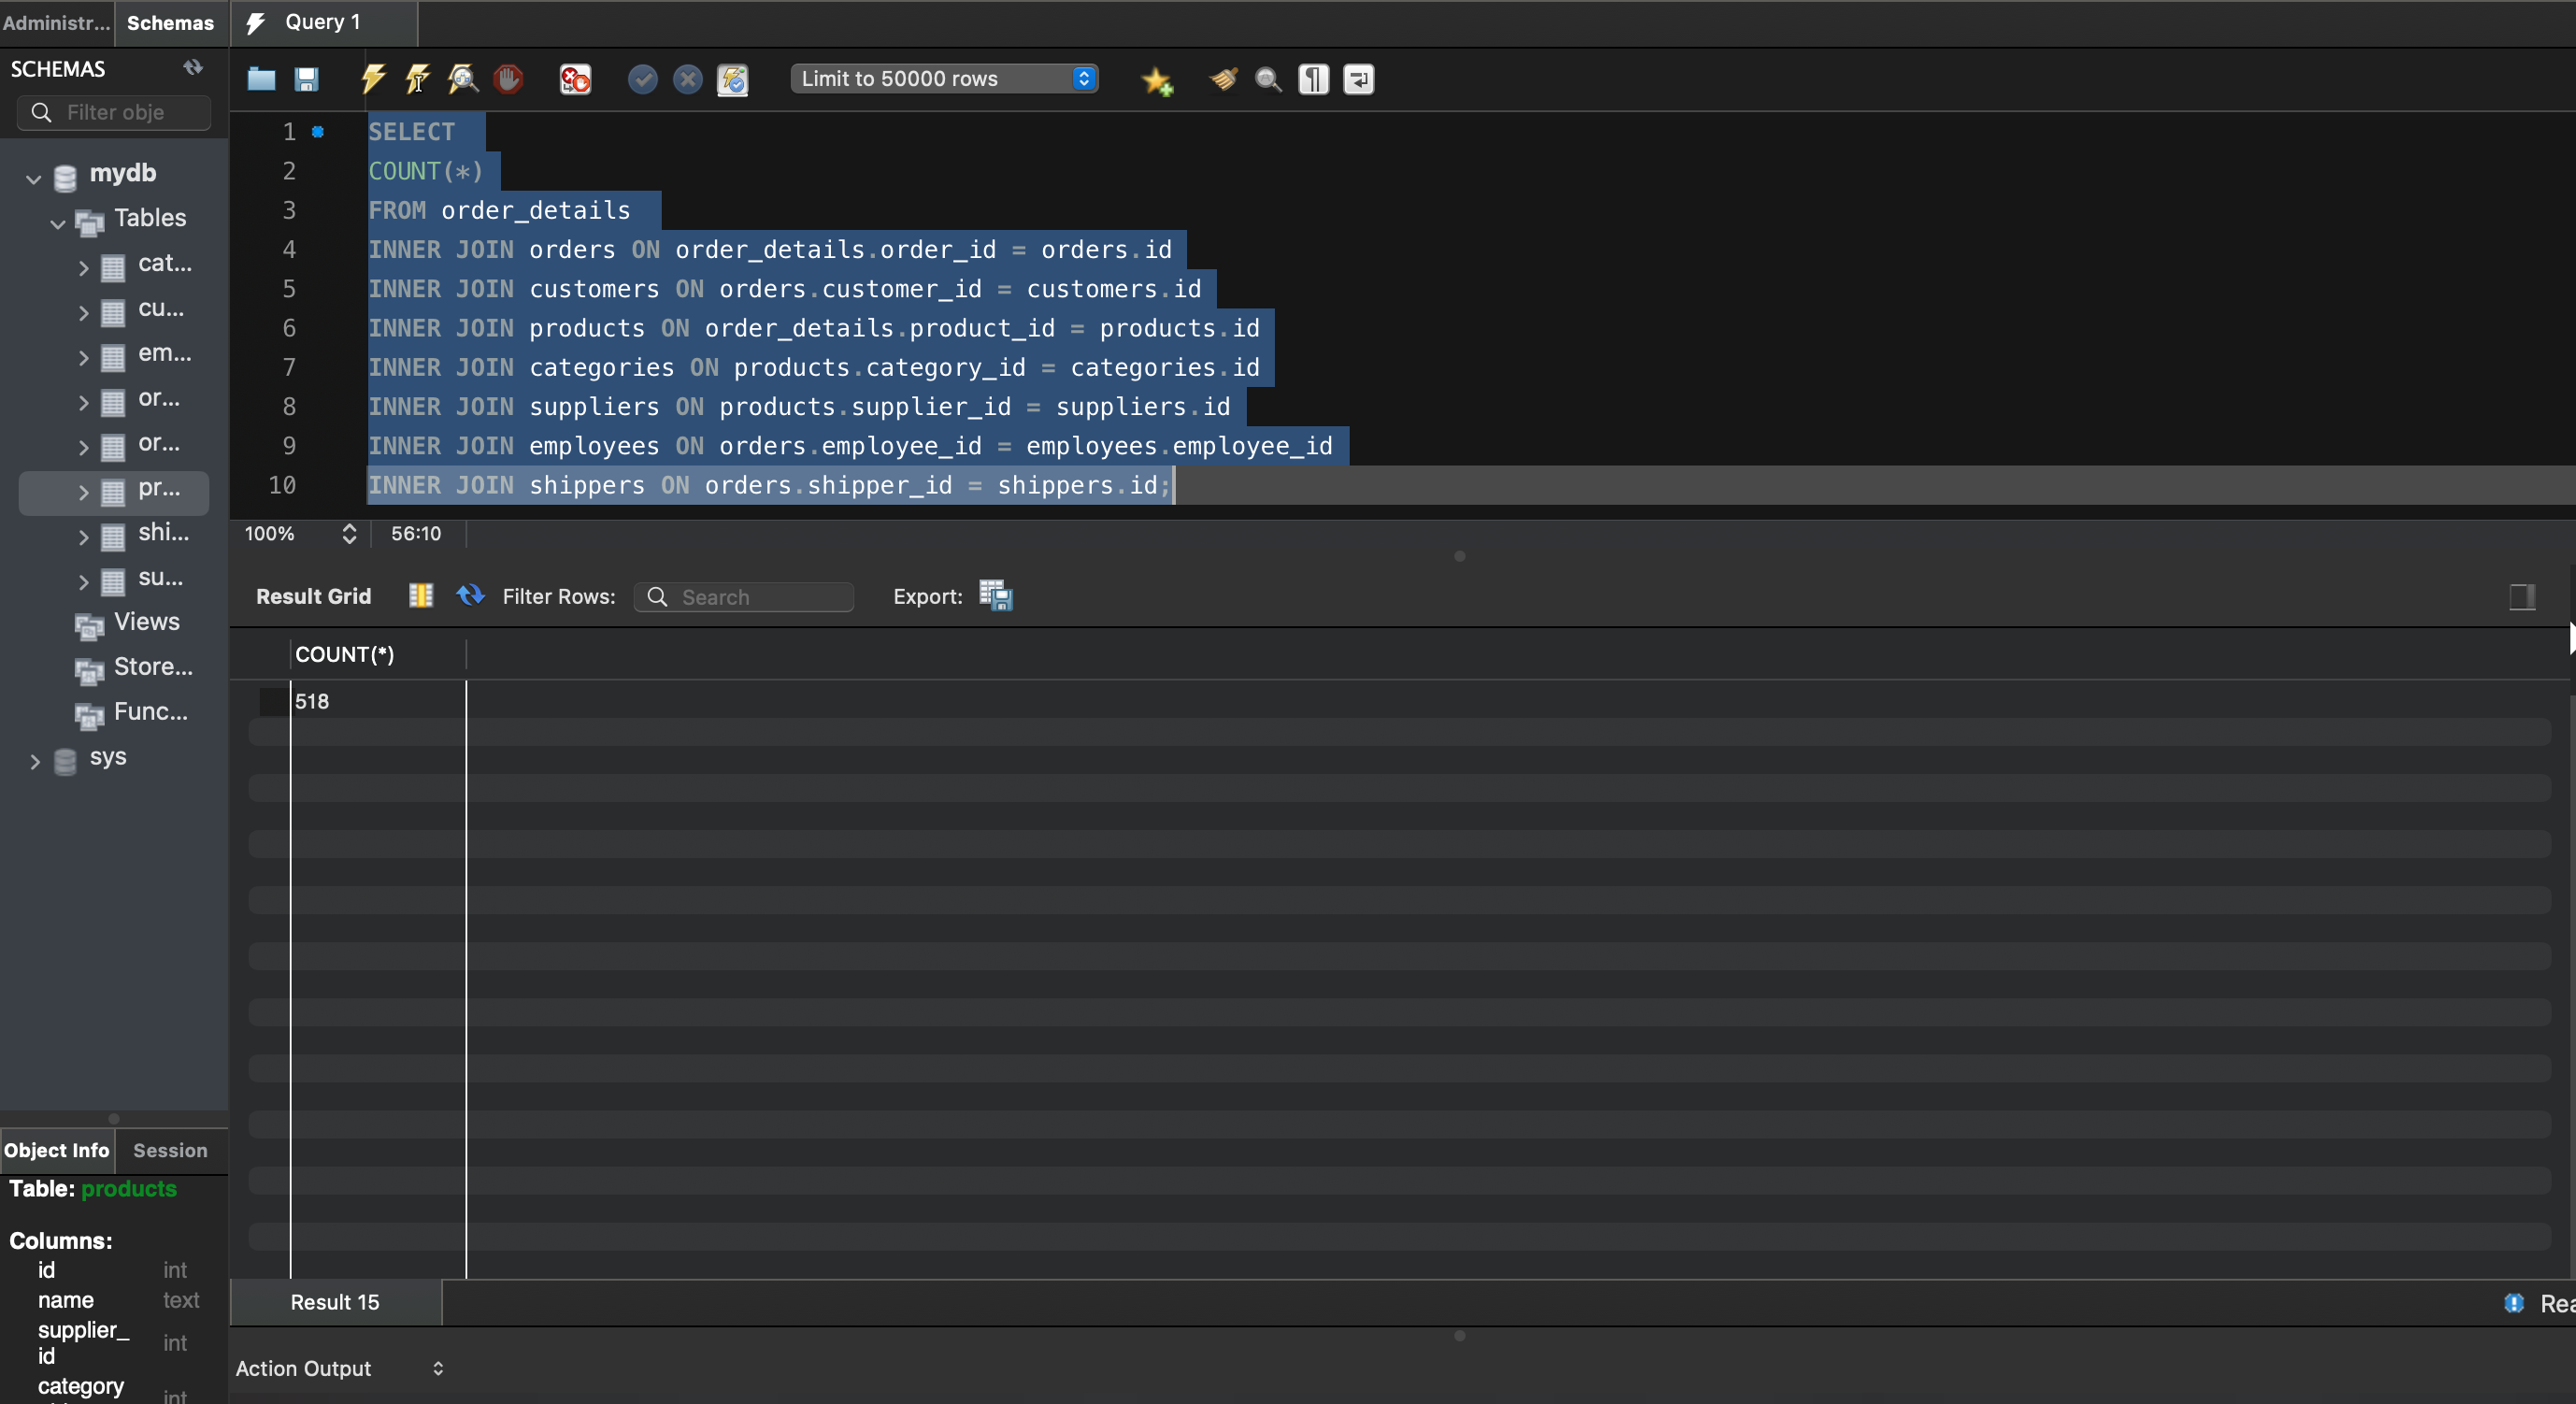 Administr... Schemas Query 1
SCHEMAS
Filter obje
Limit to 50000 rows
mydb
Tables
cat...
cu...
em...
or...
or...
pr...
shi...
su...
Views
Store...
Func...
sys
1 SELECT
2 COUNT(*)
3 FROM order_details
4 INNER JOIN orders ON order_details.order_id = orders.id
5 INNER JOIN customers ON orders.customer_id = customers.id
6 INNER JOIN products ON order_details.product_id = products.id
7 INNER JOIN categories ON products.category_id = categories.id
8 INNER JOIN suppliers ON products.supplier_id = suppliers.id
9 INNER JOIN employees ON orders.employee_id = employees.employee_id
10 INNER JOIN shippers ON orders.shipper_id = shippers.id;
100% 56:10
Result Grid Filter Rows: Search Export:
COUNT(*)
518
Object Info Session
Table: products
Columns:
id int
name text
supplier_
id int
category int
Result 15
Action Output